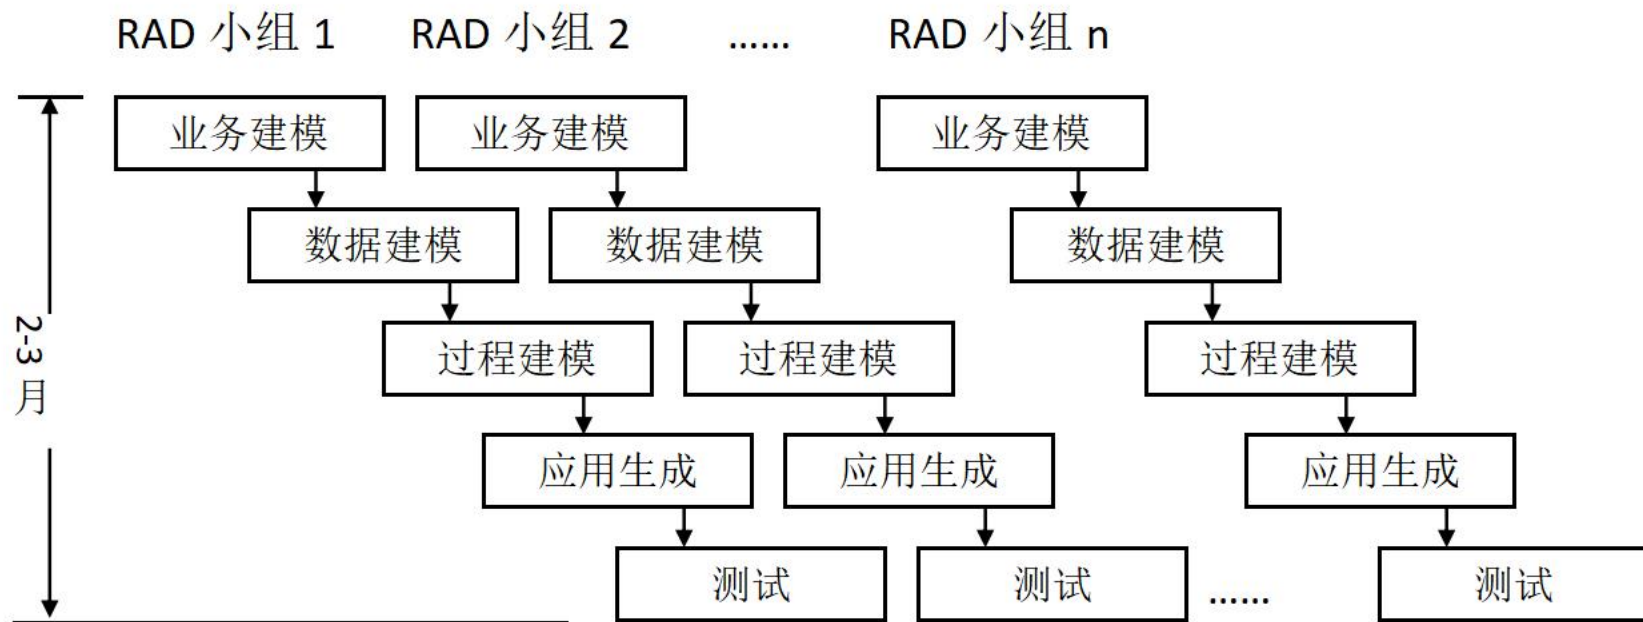 RAD 小组 1 RAD 小组 2 …… RAD 小组 n
业务建模 业务建模 业务建模
数据建模 数据建模 数据建模
2-3月
过程建模 过程建模 过程建模
应用生成 应用生成 应用生成
测试 测试 …… 测试